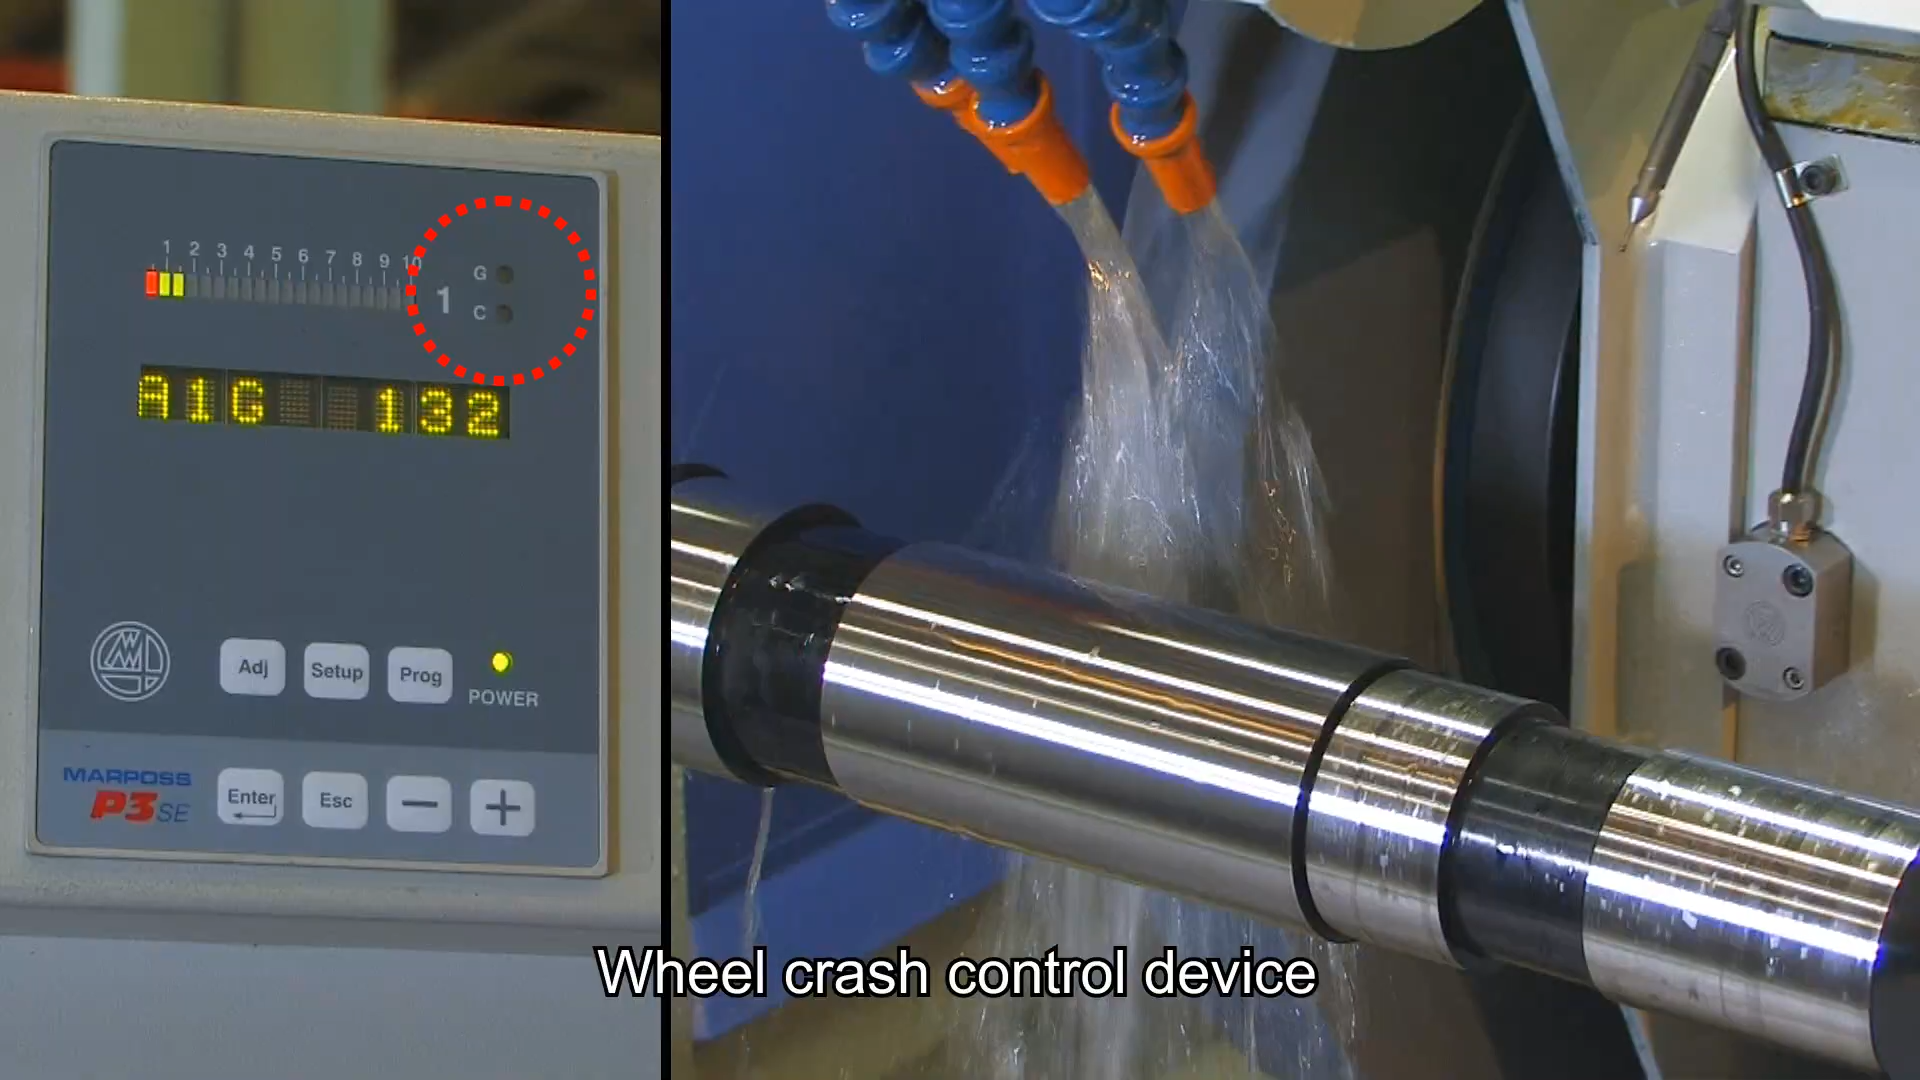 1 2 3 4 5 6 7 8 9 10
G
1
C
A1G 132
Adj Setup Prog
POWER
MARPOSS
P3SE
Enter Esc − +
Wheel crash control device